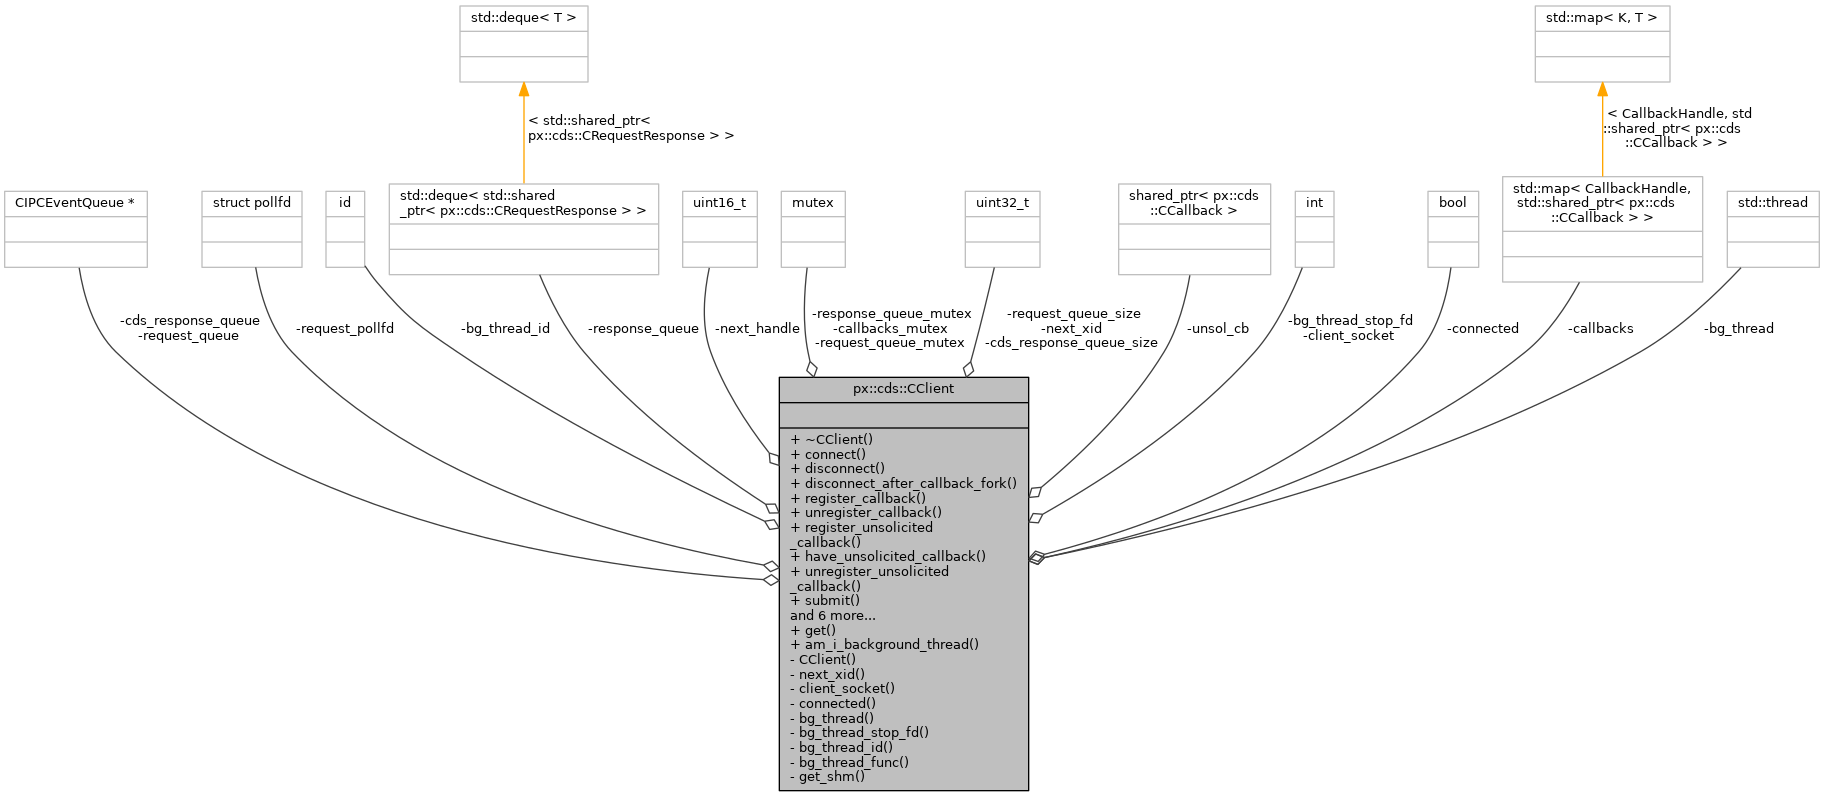 std::deque< T >
std::map< K, T >
< std::shared_ptr<
px::cds::CRequestResponse > >
< CallbackHandle, std
::shared_ptr< px::cds
::CCallback > >
CIPCEventQueue *
struct pollfd
id
std::deque< std::shared
_ptr< px::cds::CRequestResponse > >
uint16_t
mutex
uint32_t
shared_ptr< px::cds
::CCallback >
int
bool
std::map< CallbackHandle,
std::shared_ptr< px::cds
::CCallback > >
std::thread
-cds_response_queue
-request_queue
-request_pollfd
-bg_thread_id
-response_queue
-next_handle
-response_queue_mutex
-callbacks_mutex
-request_queue_mutex
-request_queue_size
-next_xid
-cds_response_queue_size
-unsol_cb
-bg_thread_stop_fd
-client_socket
-connected
-callbacks
-bg_thread
px::cds::CClient
+ ~CClient()
+ connect()
+ disconnect()
+ disconnect_after_callback_fork()
+ register_callback()
+ unregister_callback()
+ register_unsolicited
_callback()
+ have_unsolicited_callback()
+ unregister_unsolicited
_callback()
+ submit()
and 6 more...
+ get()
+ am_i_background_thread()
- CClient()
- next_xid()
- client_socket()
- connected()
- bg_thread()
- bg_thread_stop_fd()
- bg_thread_id()
- bg_thread_func()
- get_shm()